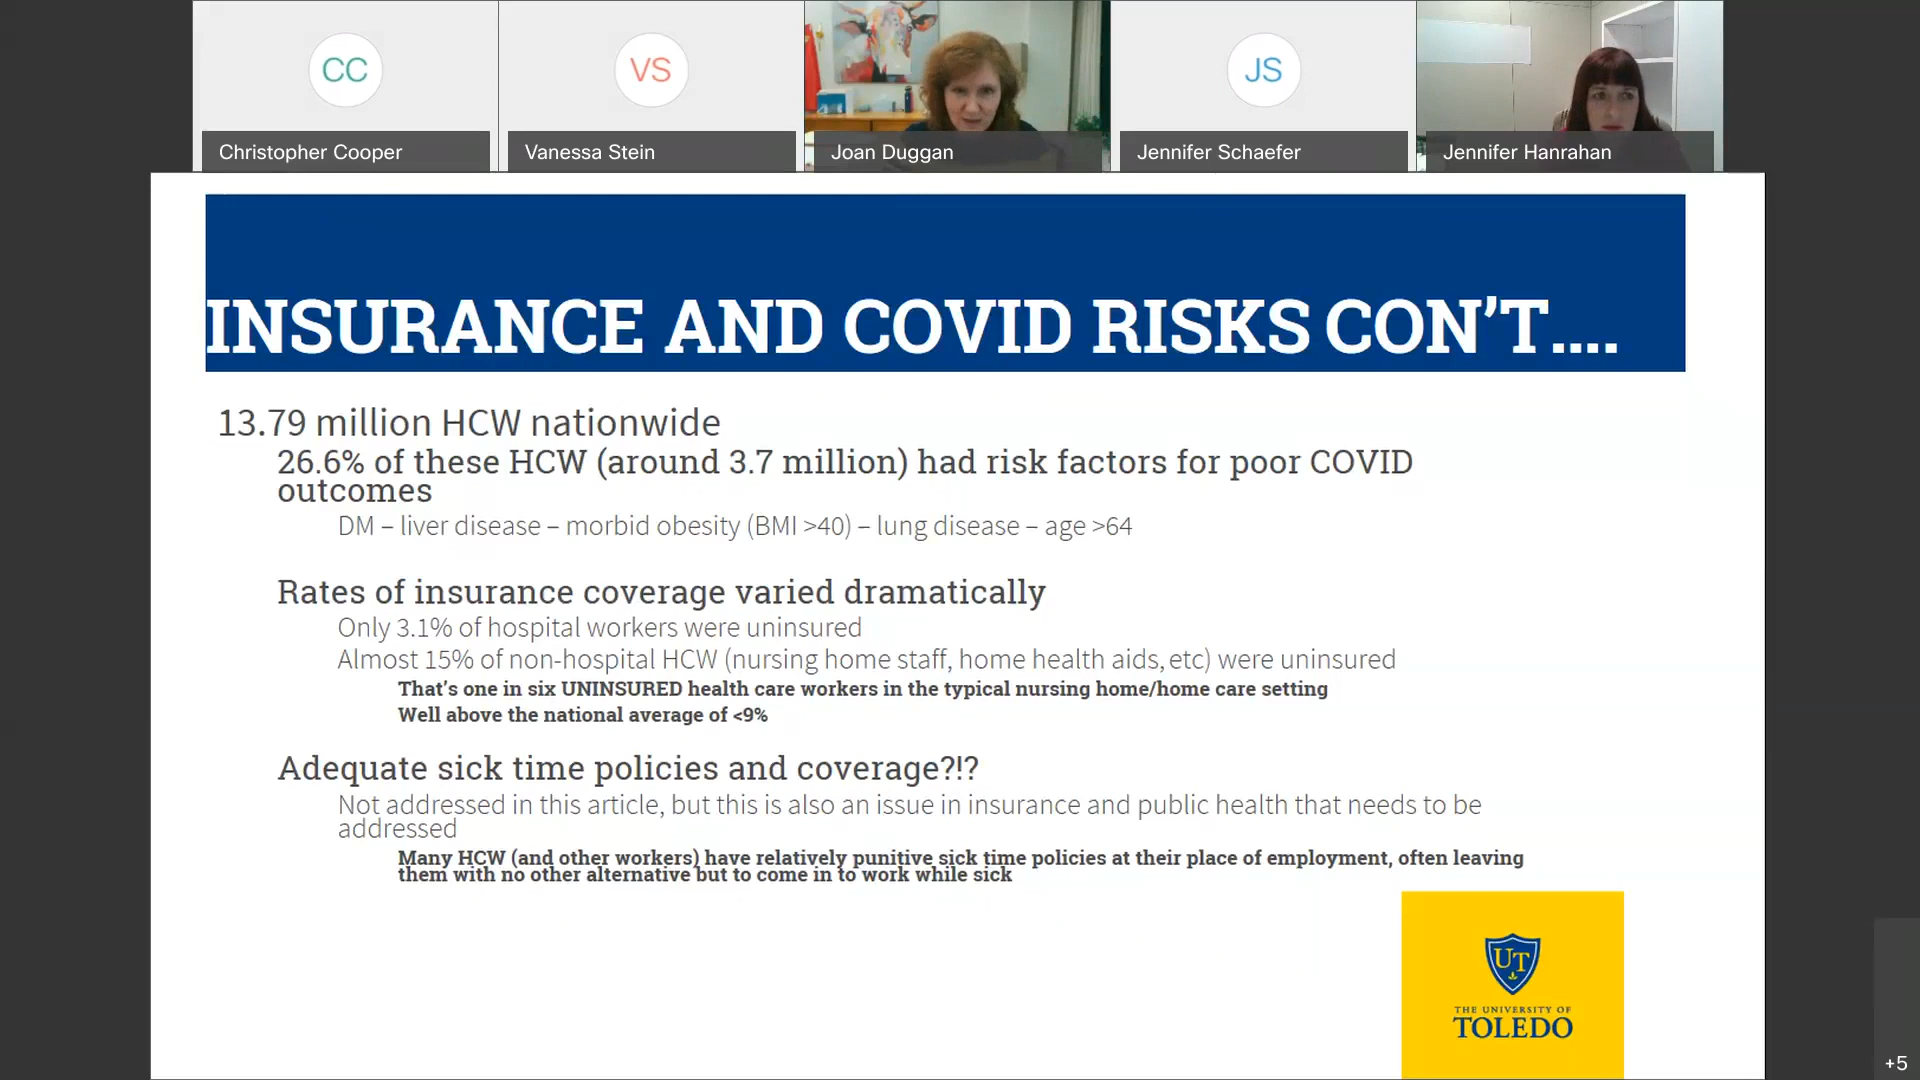 CC
VS
JS
Christopher Cooper
Vanessa Stein
Joan Duggan
Jennifer Schaefer
Jennifer Hanrahan
INSURANCE AND COVID RISKS CON’T....
13.79 million HCW nationwide
26.6% of these HCW (around 3.7 million) had risk factors for poor COVID
outcomes
DM – liver disease – morbid obesity (BMI >40) – lung disease – age >64
Rates of insurance coverage varied dramatically
Only 3.1% of hospital workers were uninsured
Almost 15% of non-hospital HCW (nursing home staff, home health aids, etc) were uninsured
That’s one in six UNINSURED health care workers in the typical nursing home/home care setting
Well above the national average of <9%
Adequate sick time policies and coverage?!?
Not addressed in this article, but this is also an issue in insurance and public health that needs to be
addressed
Many HCW (and other workers) have relatively punitive sick time policies at their place of employment, often leaving
them with no other alternative but to come in to work while sick
UT
THE UNIVERSITY OF
TOLEDO
+5